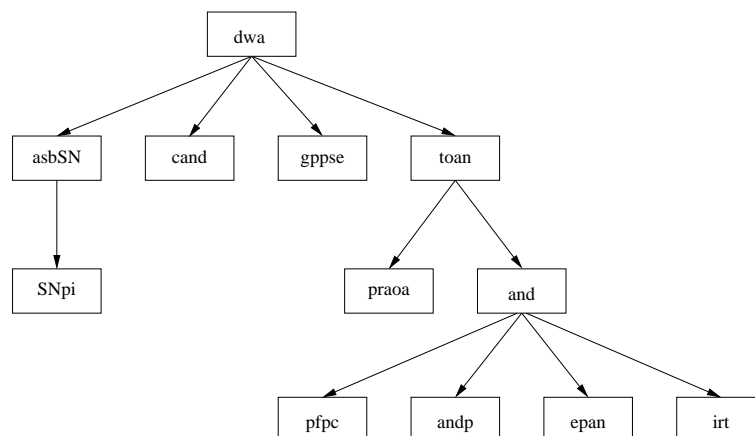 dwa
asbSN
cand
gppse
toan
SNpi
praoa
and
pfpc
andp
epan
irt